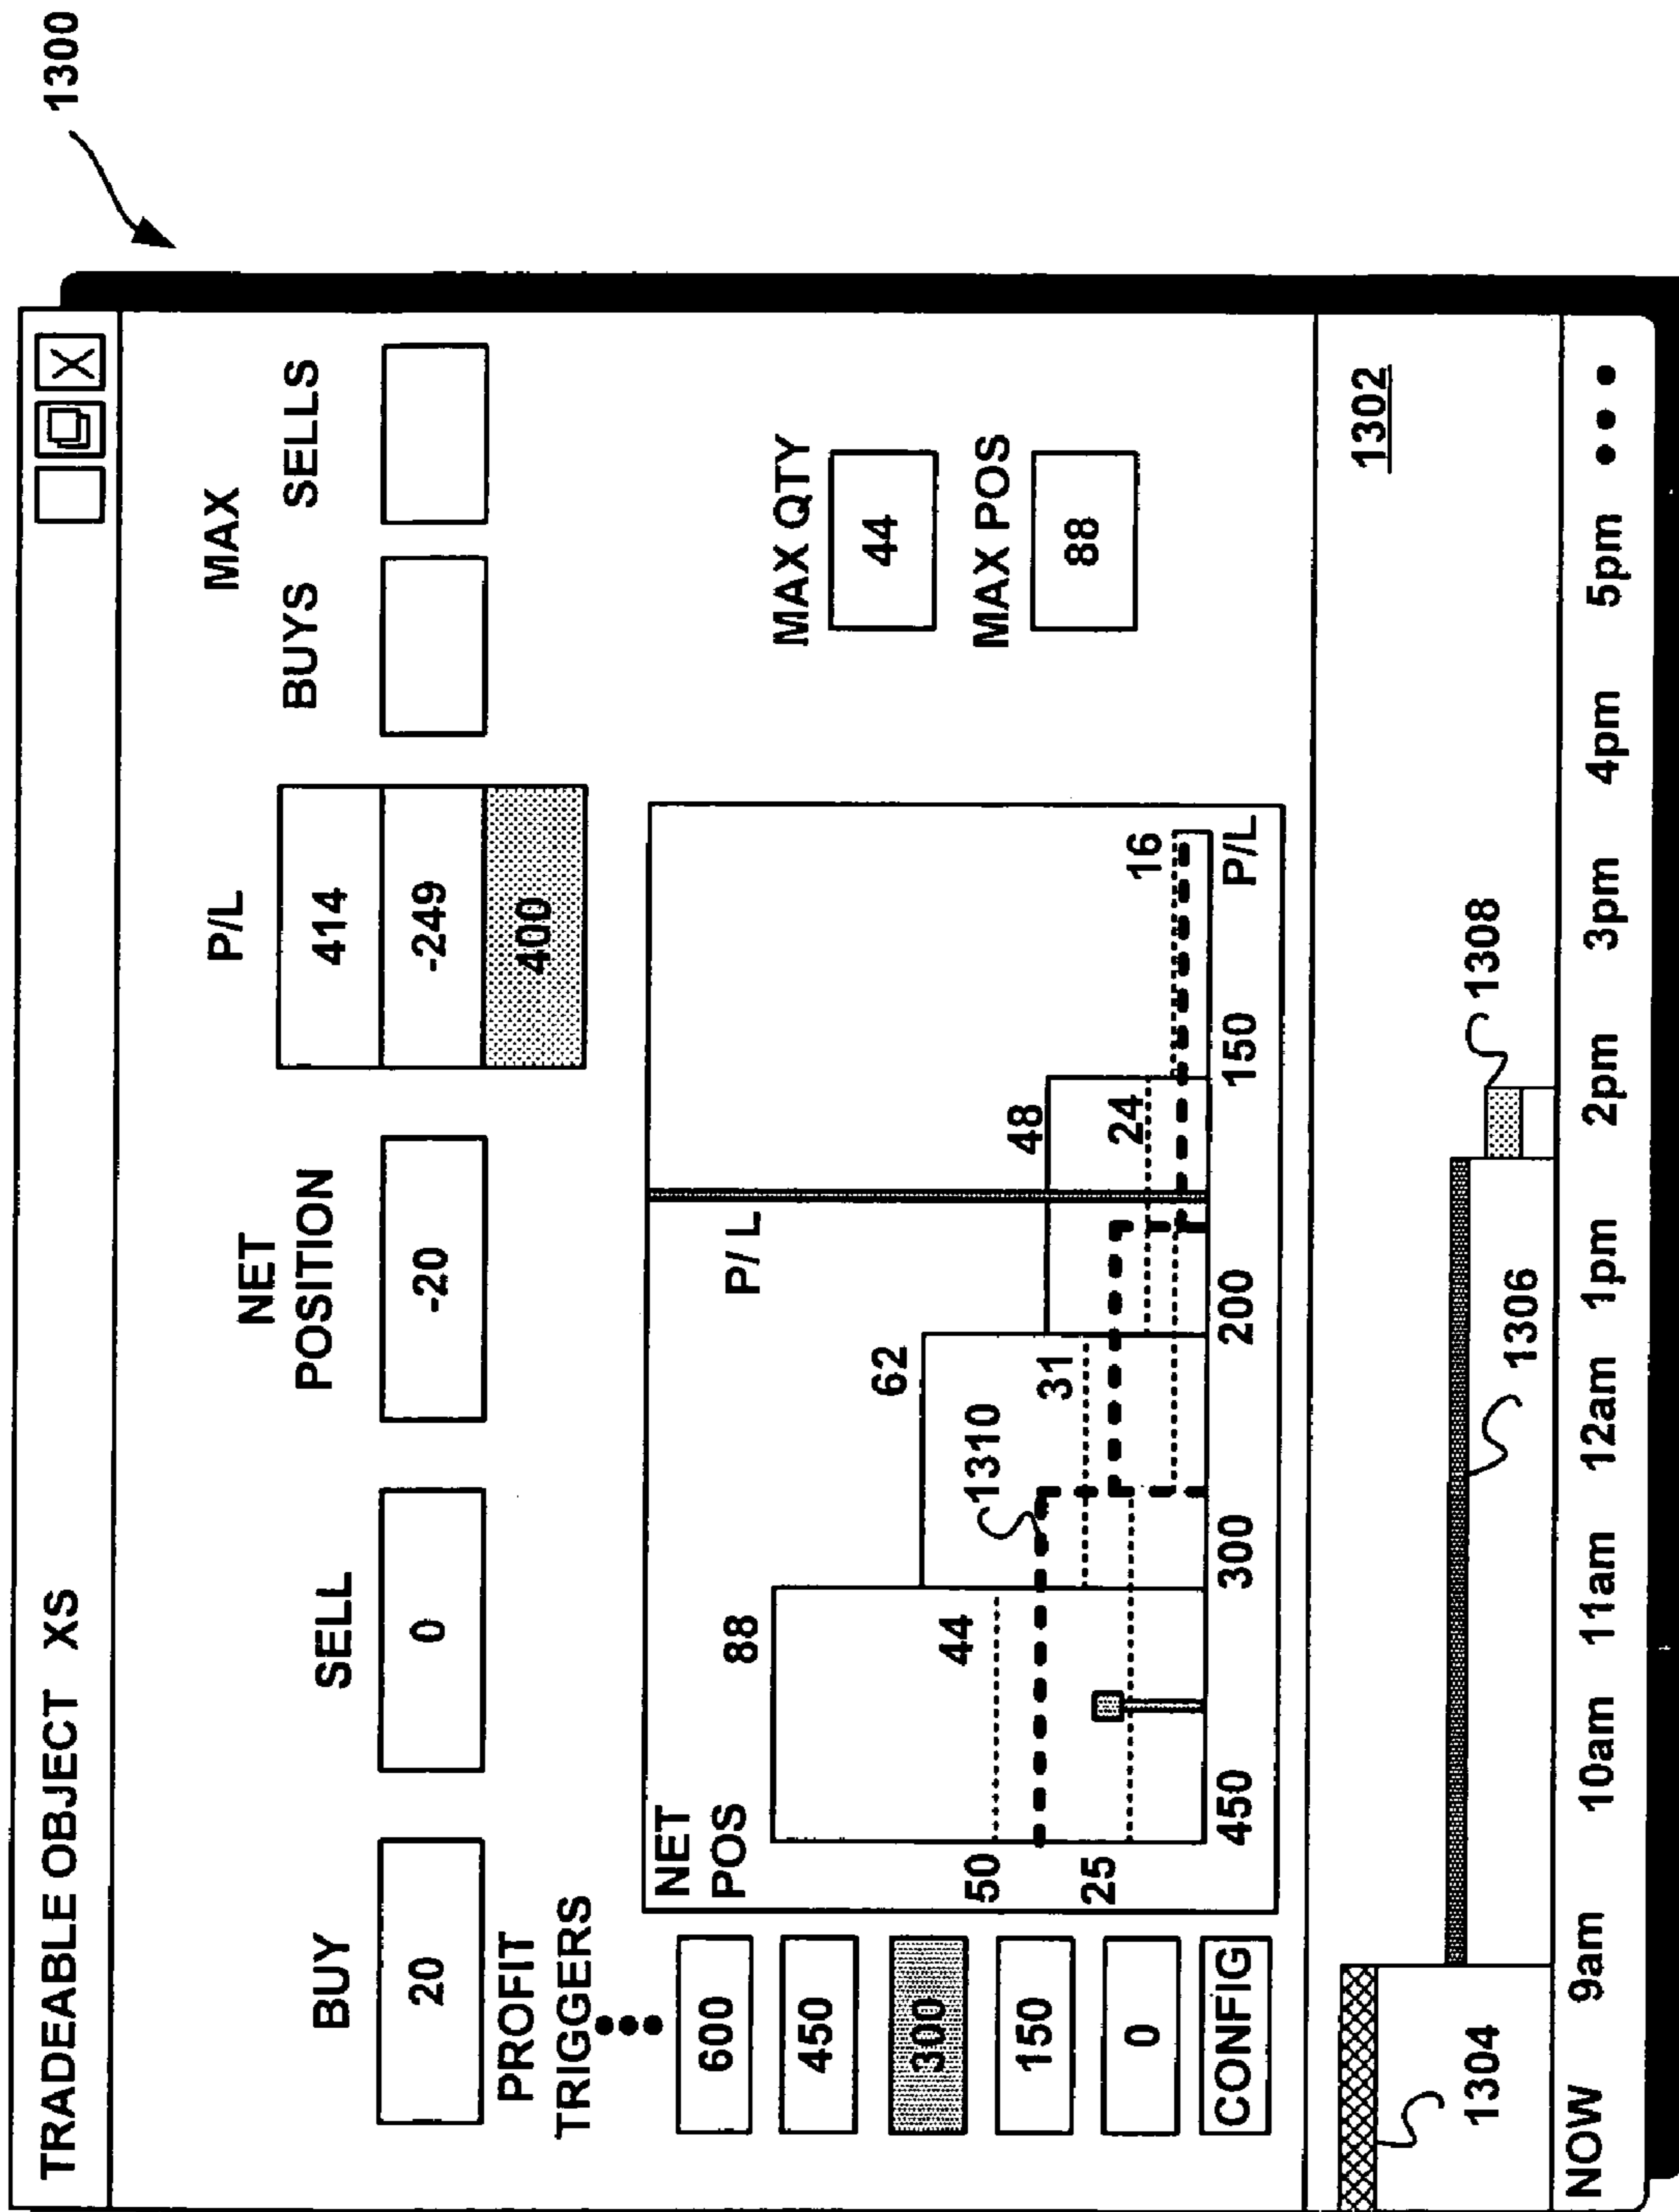 1300
TRADEABLE OBJECT XS
X
BUY
SELL
NET
POSITION
P/L
MAX
BUYS
SELLS
20
0
-20
414
-249
400
PROFIT
TRIGGERS
600
450
300
150
0
CONFIG
NET
POS
50
25
88
44
1310
62
31
P/ L
48
24
16
450
300
200
150
P/L
MAX QTY
44
MAX POS
88
1302
1304
1306
1308
NOW 9am 10am 11am 12am 1pm 2pm 3pm 4pm 5pm